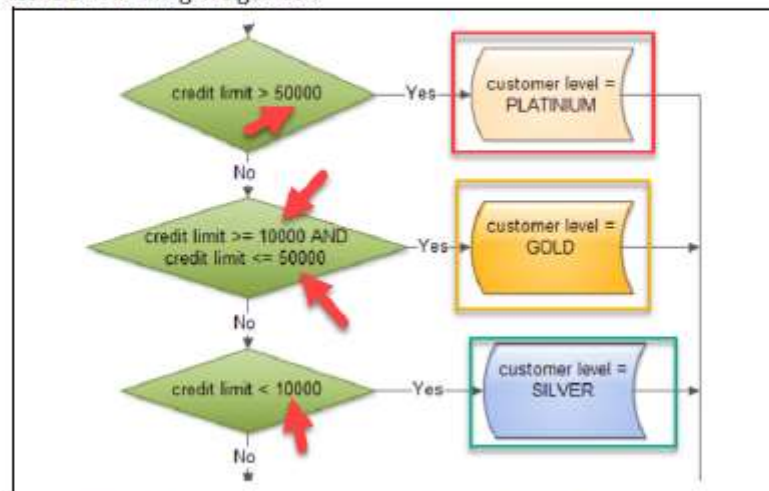 credit limit > 50000
Yes
customer level =
PLATINIUM
No
credit limit >= 10000 AND
credit limit <= 50000
Yes
customer level =
GOLD
No
credit limit < 10000
Yes
customer level =
SILVER
No